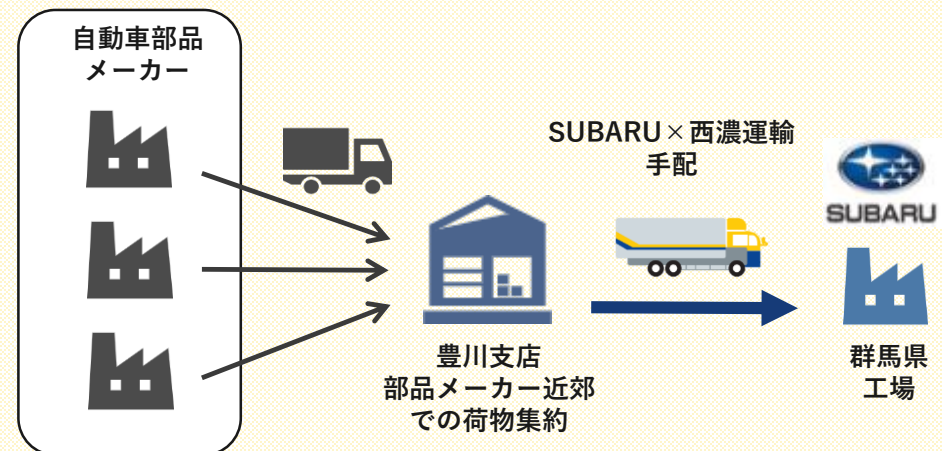 自動車部品
メーカー
SUBARU×西濃運輸
手配
SUBARU
豊川支店
部品メーカー近郊
での荷物集約
群馬県
工場